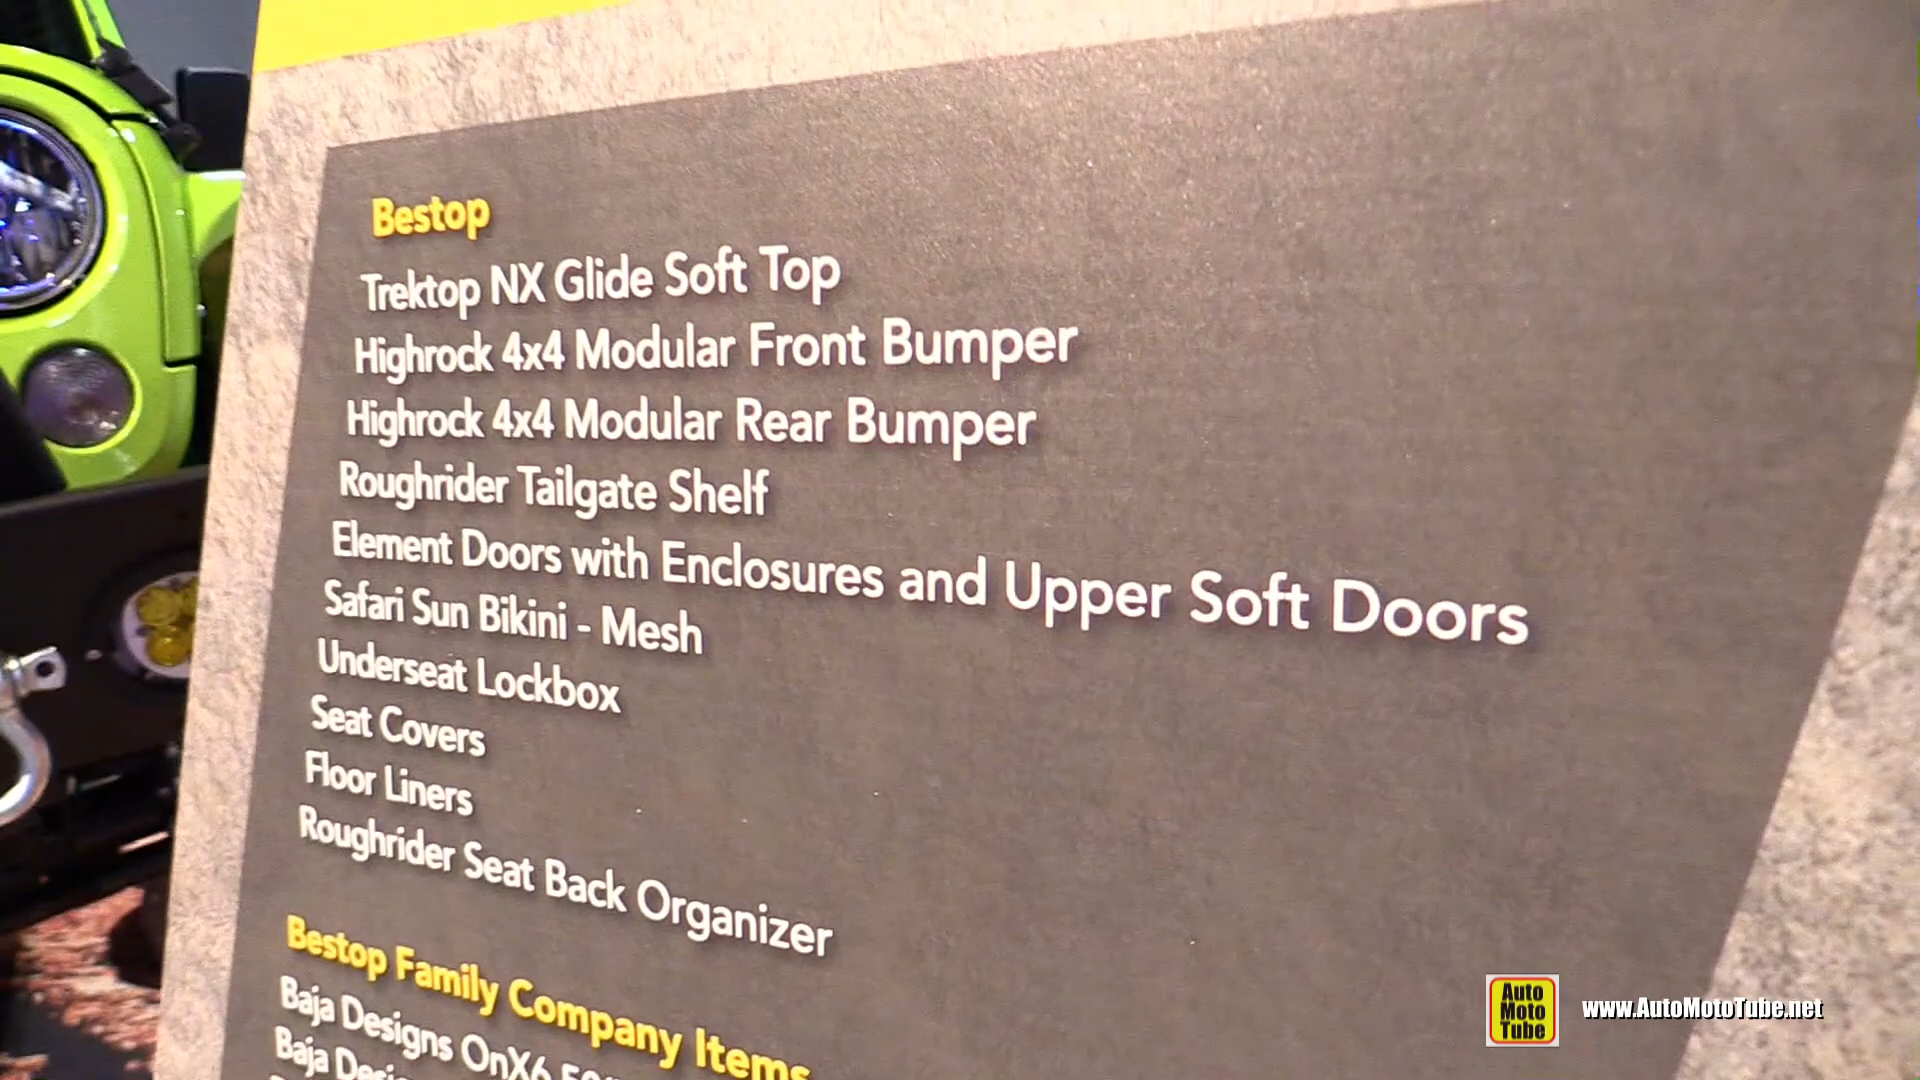 Bestop
Trektop NX Glide Soft Top
Highrock 4x4 Modular Front Bumper
Highrock 4x4 Modular Rear Bumper
Roughrider Tailgate Shelf
Element Doors with Enclosures and Upper Soft Doors
Safari Sun Bikini - Mesh
Underseat Lockbox
Seat Covers
Floor Liners
Roughrider Seat Back Organizer
Bestop Family Company Items
Baja Designs OnX6
Baja
Auto
Moto
Tube
www.AutoMotoTube.net